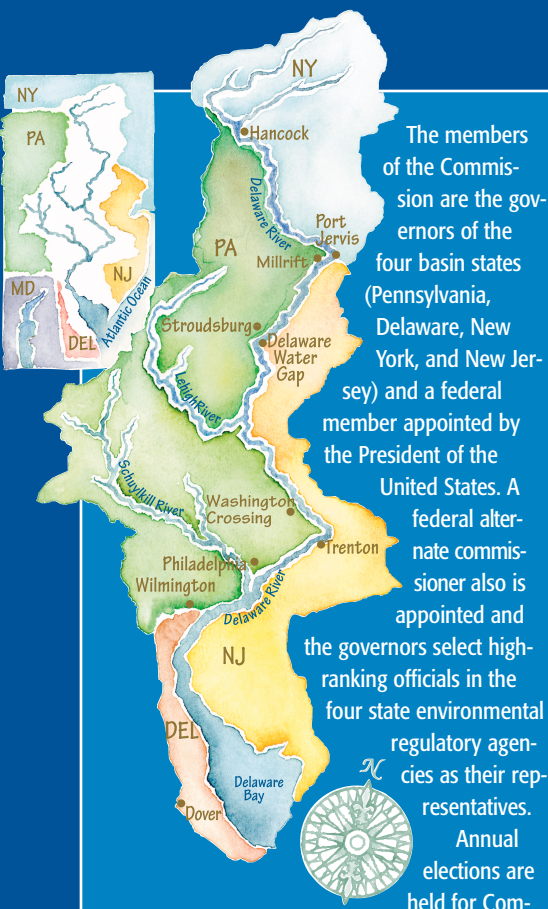 NY
PA
NJ
MD
DEL
Atlantic Ocean
NY
Hancock
Delaware River
Port
Jervis
PA
Millrift
Stroudsburg
Delaware
Water
Gap
LehighRiver
Schuylkill River
Washington
Crossing
Trenton
Philadelphia
Wilmington
Delaware River
NJ
DEL
Delaware
Bay
Dover
N
The members
of the Commis-
sion are the gov-
ernors of the
four basin states
(Pennsylvania,
Delaware, New
York, and New Jer-
sey) and a federal
member appointed by
the President of the
United States. A
federal alter-
nate commis-
sioner also is
appointed and
the governors select high-
ranking officials in the
four state environmental
regulatory agen-
cies as their rep-
resentatives.
Annual
elections are
held for Com-